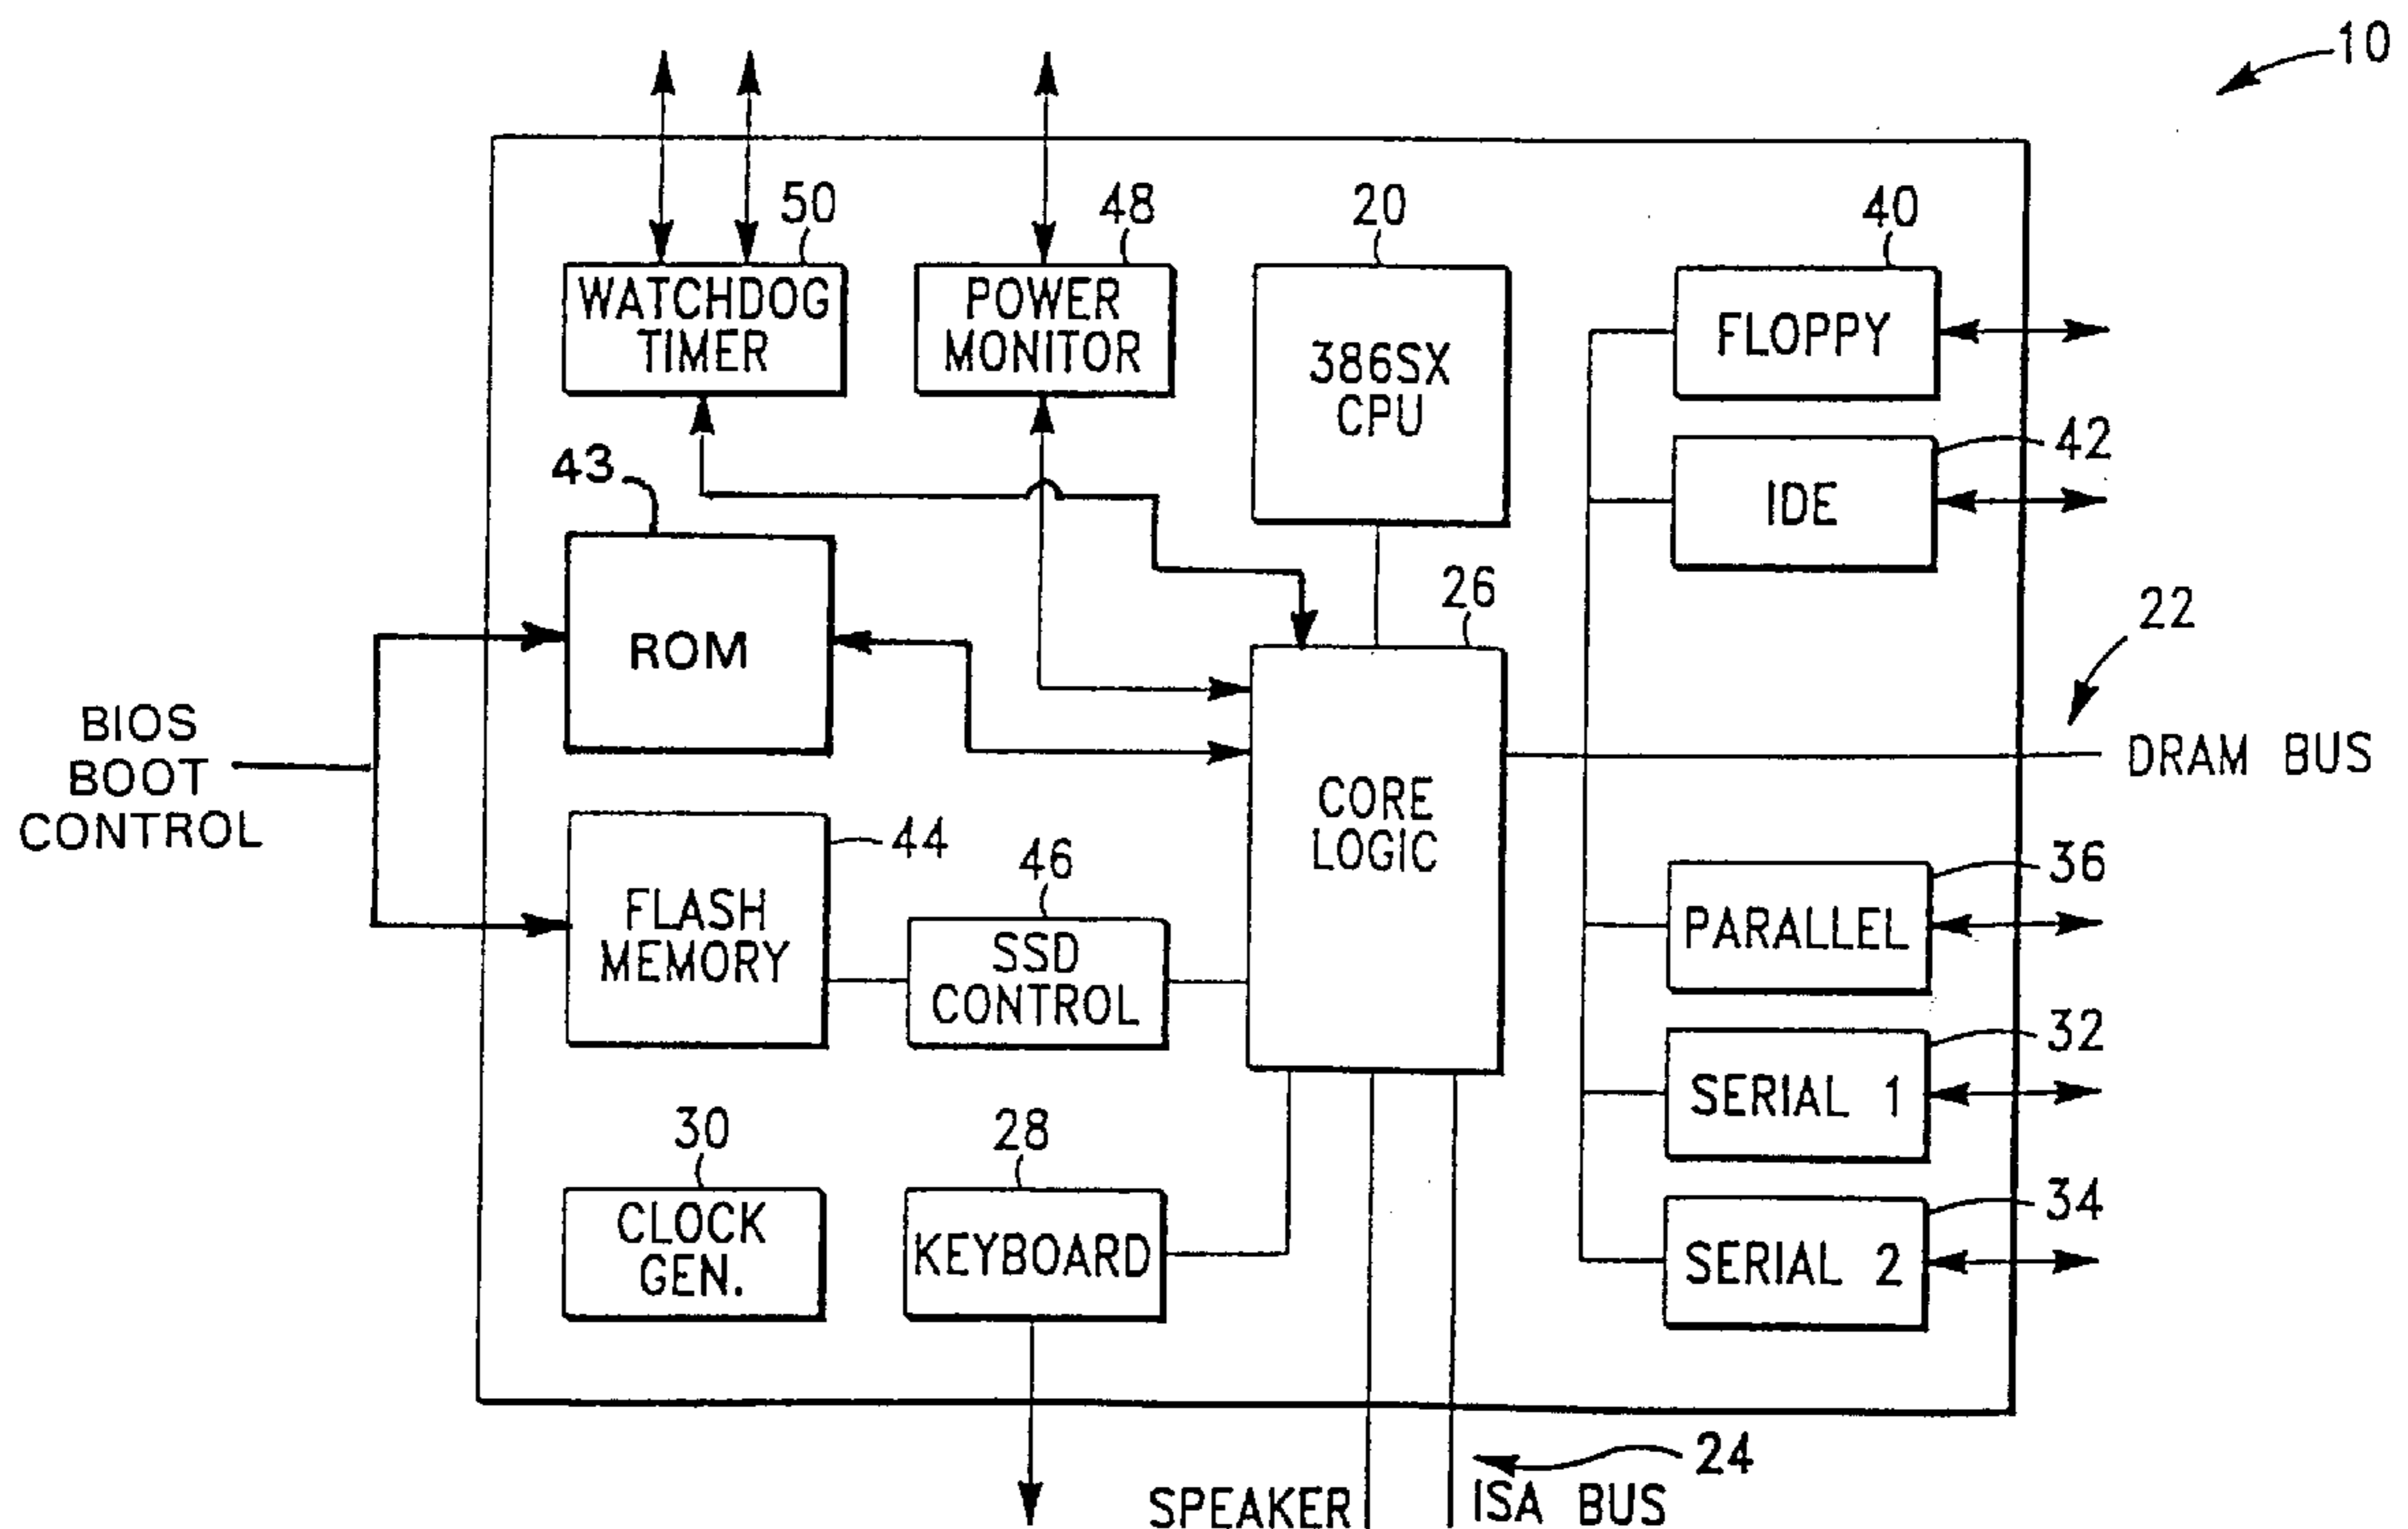 10
50
48
20
40
WATCHDOG
TIMER
POWER
MONITOR
386SX
CPU
FLOPPY
42
IDE
43
ROM
26
22
BIOS
BOOT
CONTROL
DRAM BUS
CORE
LOGIC
44
FLASH
MEMORY
46
SSD
CONTROL
36
PARALLEL
32
SERIAL 1
34
SERIAL 2
30
CLOCK
GEN.
28
KEYBOARD
24
SPEAKER
ISA BUS